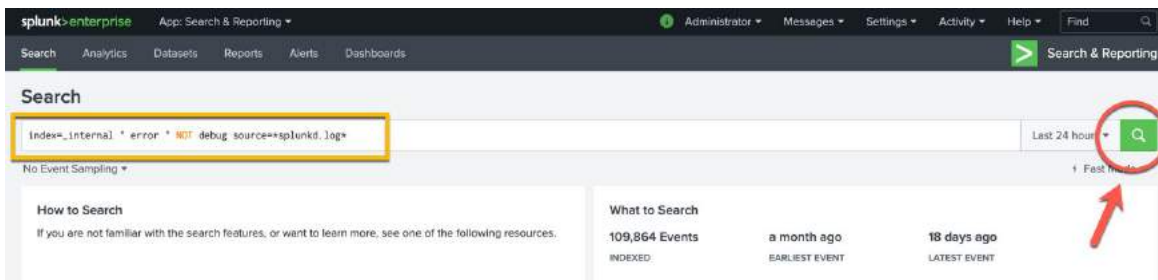 splunk>enterprise App: Search & Reporting Administrator Messages Settings Activity Help Find
Search Analytics Datasets Reports Alerts Dashboards Search & Reporting
Search
index=_internal " error " NOT debug source=*splunkd.log* Last 24 hour
No Event Sampling Fast
How to Search What to Search
If you are not familiar with the search features, or want to learn more, see one of the following resources. 109,864 Events a month ago 18 days ago
INDEXED EARLIEST EVENT LATEST EVENT